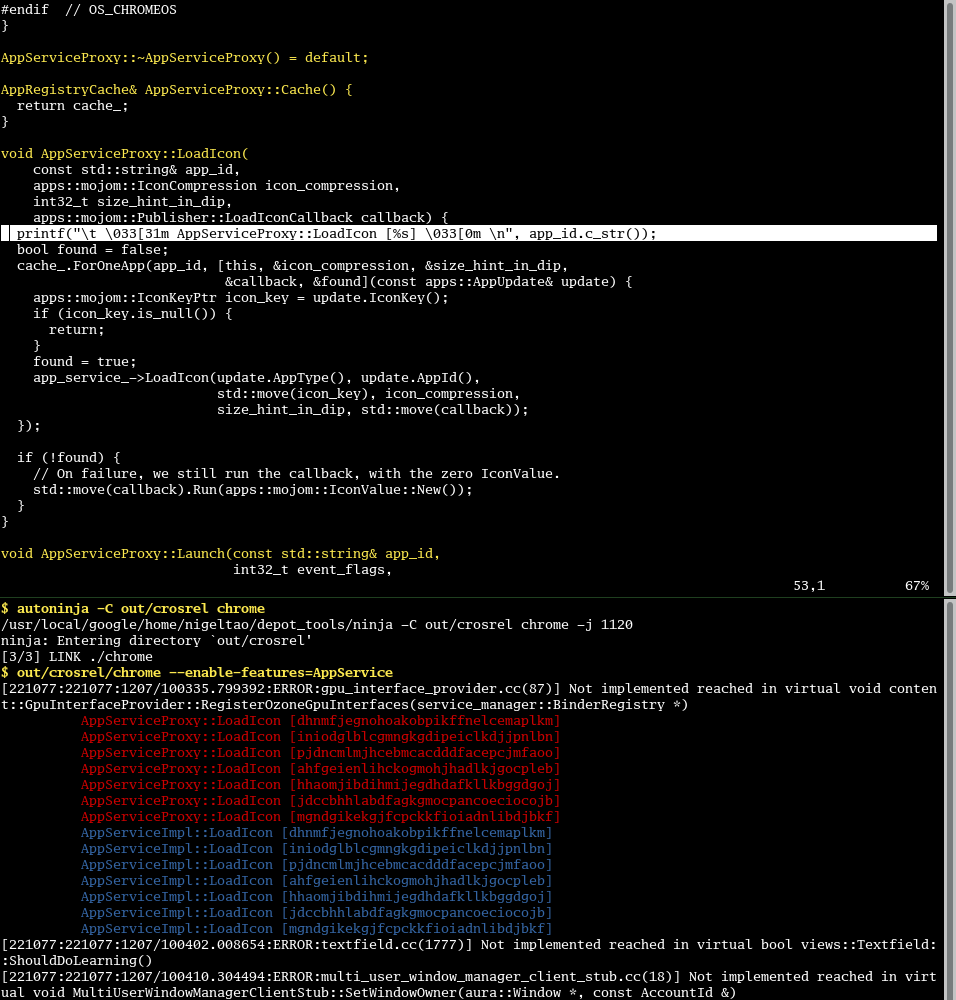 #endif  // OS_CHROMEOS
}

AppServiceProxy::~AppServiceProxy() = default;

AppRegistryCache& AppServiceProxy::Cache() {
  return cache_;
}

void AppServiceProxy::LoadIcon(
    const std::string& app_id,
    apps::mojom::IconCompression icon_compression,
    int32_t size_hint_in_dip,
    apps::mojom::Publisher::LoadIconCallback callback) {
  printf("\t \033[31m AppServiceProxy::LoadIcon [%s] \033[0m \n", app_id.c_str());
  bool found = false;
  cache_.ForOneApp(app_id, [this, &icon_compression, &size_hint_in_dip,
                            &callback, &found](const apps::AppUpdate& update) {
    apps::mojom::IconKeyPtr icon_key = update.IconKey();
    if (icon_key.is_null()) {
      return;
    }
    found = true;
    app_service_->LoadIcon(update.AppType(), update.AppId(),
                           std::move(icon_key), icon_compression,
                           size_hint_in_dip, std::move(callback));
  });

  if (!found) {
    // On failure, we still run the callback, with the zero IconValue.
    std::move(callback).Run(apps::mojom::IconValue::New());
  }
}

void AppServiceProxy::Launch(const std::string& app_id,
                             int32_t event_flags,
53,1          67%
$ autoninja -C out/crosrel chrome
/usr/local/google/home/nigeltao/depot_tools/ninja -C out/crosrel chrome -j 1120
ninja: Entering directory `out/crosrel'
[3/3] LINK ./chrome
$ out/crosrel/chrome --enable-features=AppService
[221077:221077:1207/100335.799392:ERROR:gpu_interface_provider.cc(87)] Not implemented reached in virtual void conten
t::GpuInterfaceProvider::RegisterOzoneGpuInterfaces(service_manager::BinderRegistry *)
          AppServiceProxy::LoadIcon [dhnmfjegnohoakobpikffnelcemaplkm]
          AppServiceProxy::LoadIcon [iniodglblcgmngkgdipeiclkdjjpnlbn]
          AppServiceProxy::LoadIcon [pjdncmlmjhcebmcacdddfacepcjmfaoo]
          AppServiceProxy::LoadIcon [ahfgeienlihckogmohjhadlkjgocpleb]
          AppServiceProxy::LoadIcon [hhaomjibdihmijegdhdafkllkbggdgoj]
          AppServiceProxy::LoadIcon [jdccbhhlabdfagkgmocpancoeciocojb]
          AppServiceProxy::LoadIcon [mgndgikekgjfcpckkfioiadnlibdjbkf]
          AppServiceImpl::LoadIcon [dhnmfjegnohoakobpikffnelcemaplkm]
          AppServiceImpl::LoadIcon [iniodglblcgmngkgdipeiclkdjjpnlbn]
          AppServiceImpl::LoadIcon [pjdncmlmjhcebmcacdddfacepcjmfaoo]
          AppServiceImpl::LoadIcon [ahfgeienlihckogmohjhadlkjgocpleb]
          AppServiceImpl::LoadIcon [hhaomjibdihmijegdhdafkllkbggdgoj]
          AppServiceImpl::LoadIcon [jdccbhhlabdfagkgmocpancoeciocojb]
          AppServiceImpl::LoadIcon [mgndgikekgjfcpckkfioiadnlibdjbkf]
[221077:221077:1207/100402.008654:ERROR:textfield.cc(1777)] Not implemented reached in virtual bool views::Textfield:
:ShouldDoLearning()
[221077:221077:1207/100410.304494:ERROR:multi_user_window_manager_client_stub.cc(18)] Not implemented reached in virt
ual void MultiUserWindowManagerClientStub::SetWindowOwner(aura::Window *, const AccountId &)